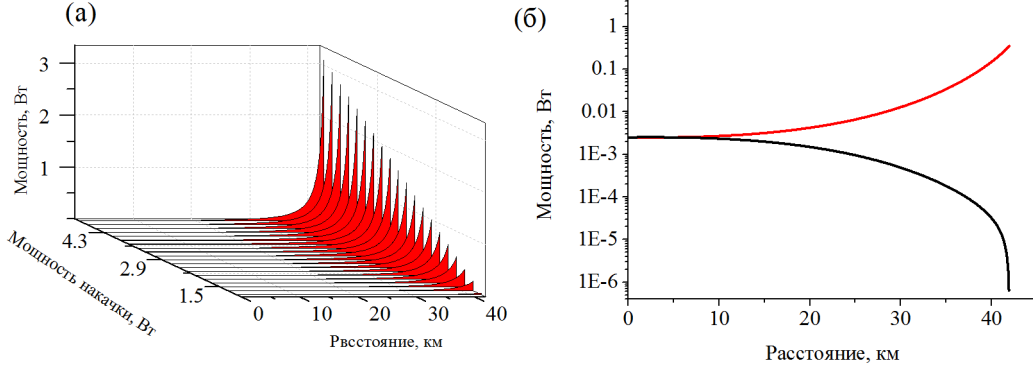 (а)
Мощность, Вт
3
2
1
4.3
2.9
1.5
Мощность накачки, Вт
0
10
20
30
40
Рвсстояние, км
(б)
Мощность, Вт
1
0.1
0.01
1E-3
1E-4
1E-5
1E-6
0
10
20
30
40
Расстояние, км